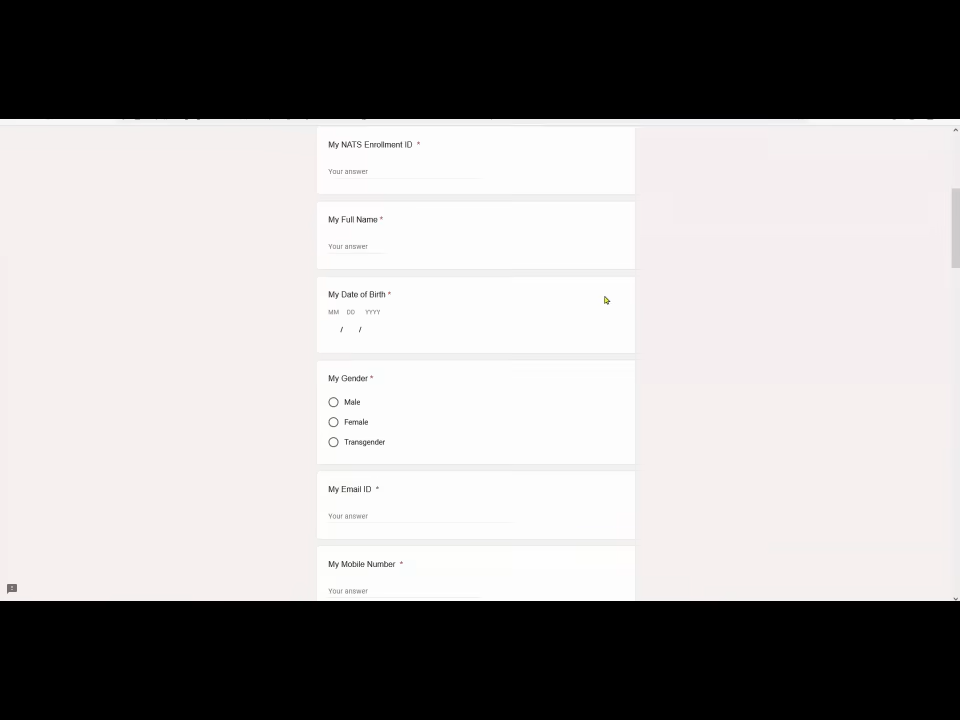 My NATS Enrollment ID *
Your answer
My Full Name *
Your answer
My Date of Birth *
MM DD YYYY
/ /
My Gender *
Male
Female
Transgender
My Email ID *
Your answer
My Mobile Number *
Your answer